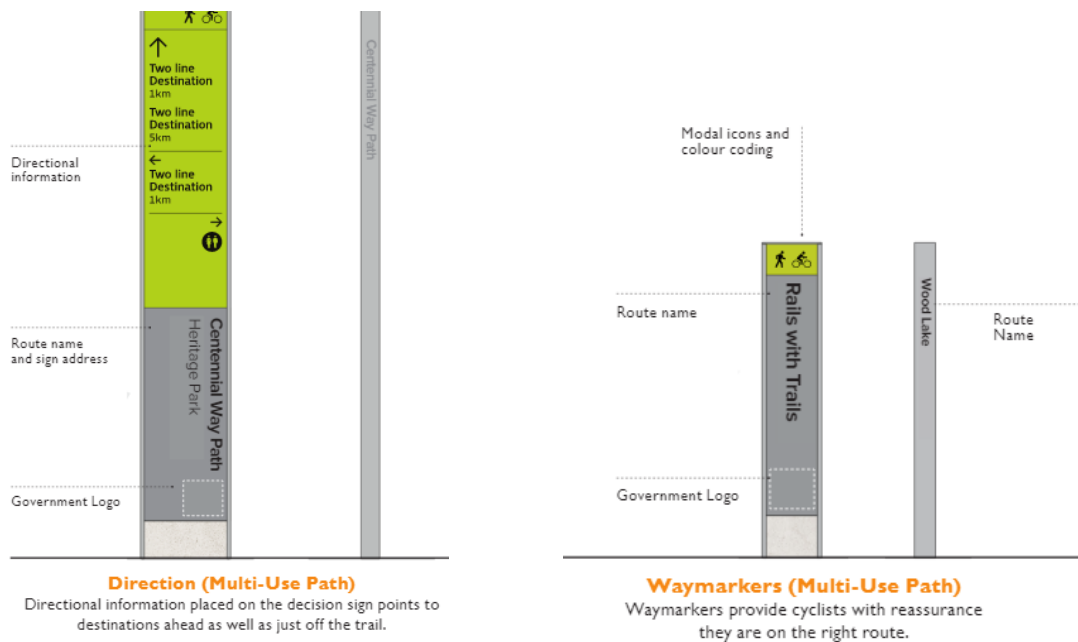 Two line
Destination
1km
Two line
Destination
5km
Two line
Destination
1km
Centennial Way Path
Heritage Park
Centennial Way Path
Directional
information
Route name
and sign address
Government Logo
Direction (Multi-Use Path)
Directional information placed on the decision sign points to
destinations ahead as well as just off the trail.
Modal icons and
colour coding
Rails with Trails
Wood Lake
Route name
Route
Name
Government Logo
Waymarkers (Multi-Use Path)
Waymarkers provide cyclists with reassurance
they are on the right route.